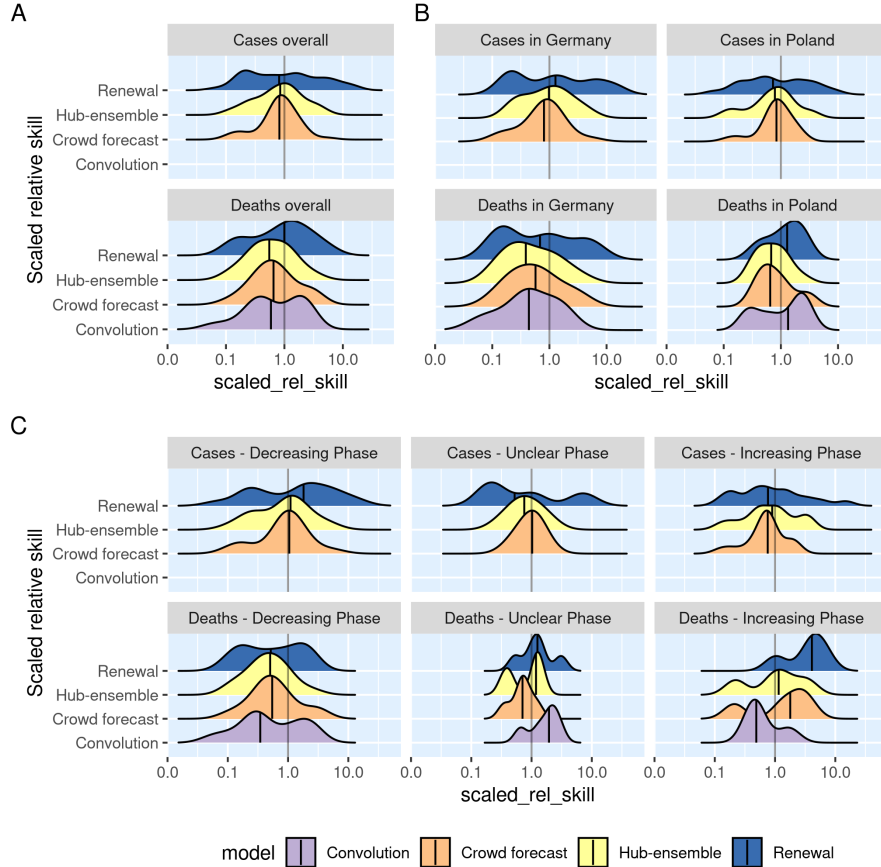 A
B
Cases overall
Cases in Germany
Cases in Poland
Scaled relative skill
Renewal
Hub-ensemble
Crowd forecast
Convolution
Deaths overall
Deaths in Germany
Deaths in Poland
Renewal
Hub-ensemble
Crowd forecast
Convolution
0.0 0.1 1.0 10.0
0.0 0.1 1.0 10.0
0.0 0.1 1.0 10.0
scaled_rel_skill
scaled_rel_skill
C
Cases - Decreasing Phase
Cases - Unclear Phase
Cases - Increasing Phase
Scaled relative skill
Renewal
Hub-ensemble
Crowd forecast
Convolution
Deaths - Decreasing Phase
Deaths - Unclear Phase
Deaths - Increasing Phase
Renewal
Hub-ensemble
Crowd forecast
Convolution
0.0 0.1 1.0 10.0
0.0 0.1 1.0 10.0
0.0 0.1 1.0 10.0
scaled_rel_skill
model Convolution Crowd forecast Hub-ensemble Renewal